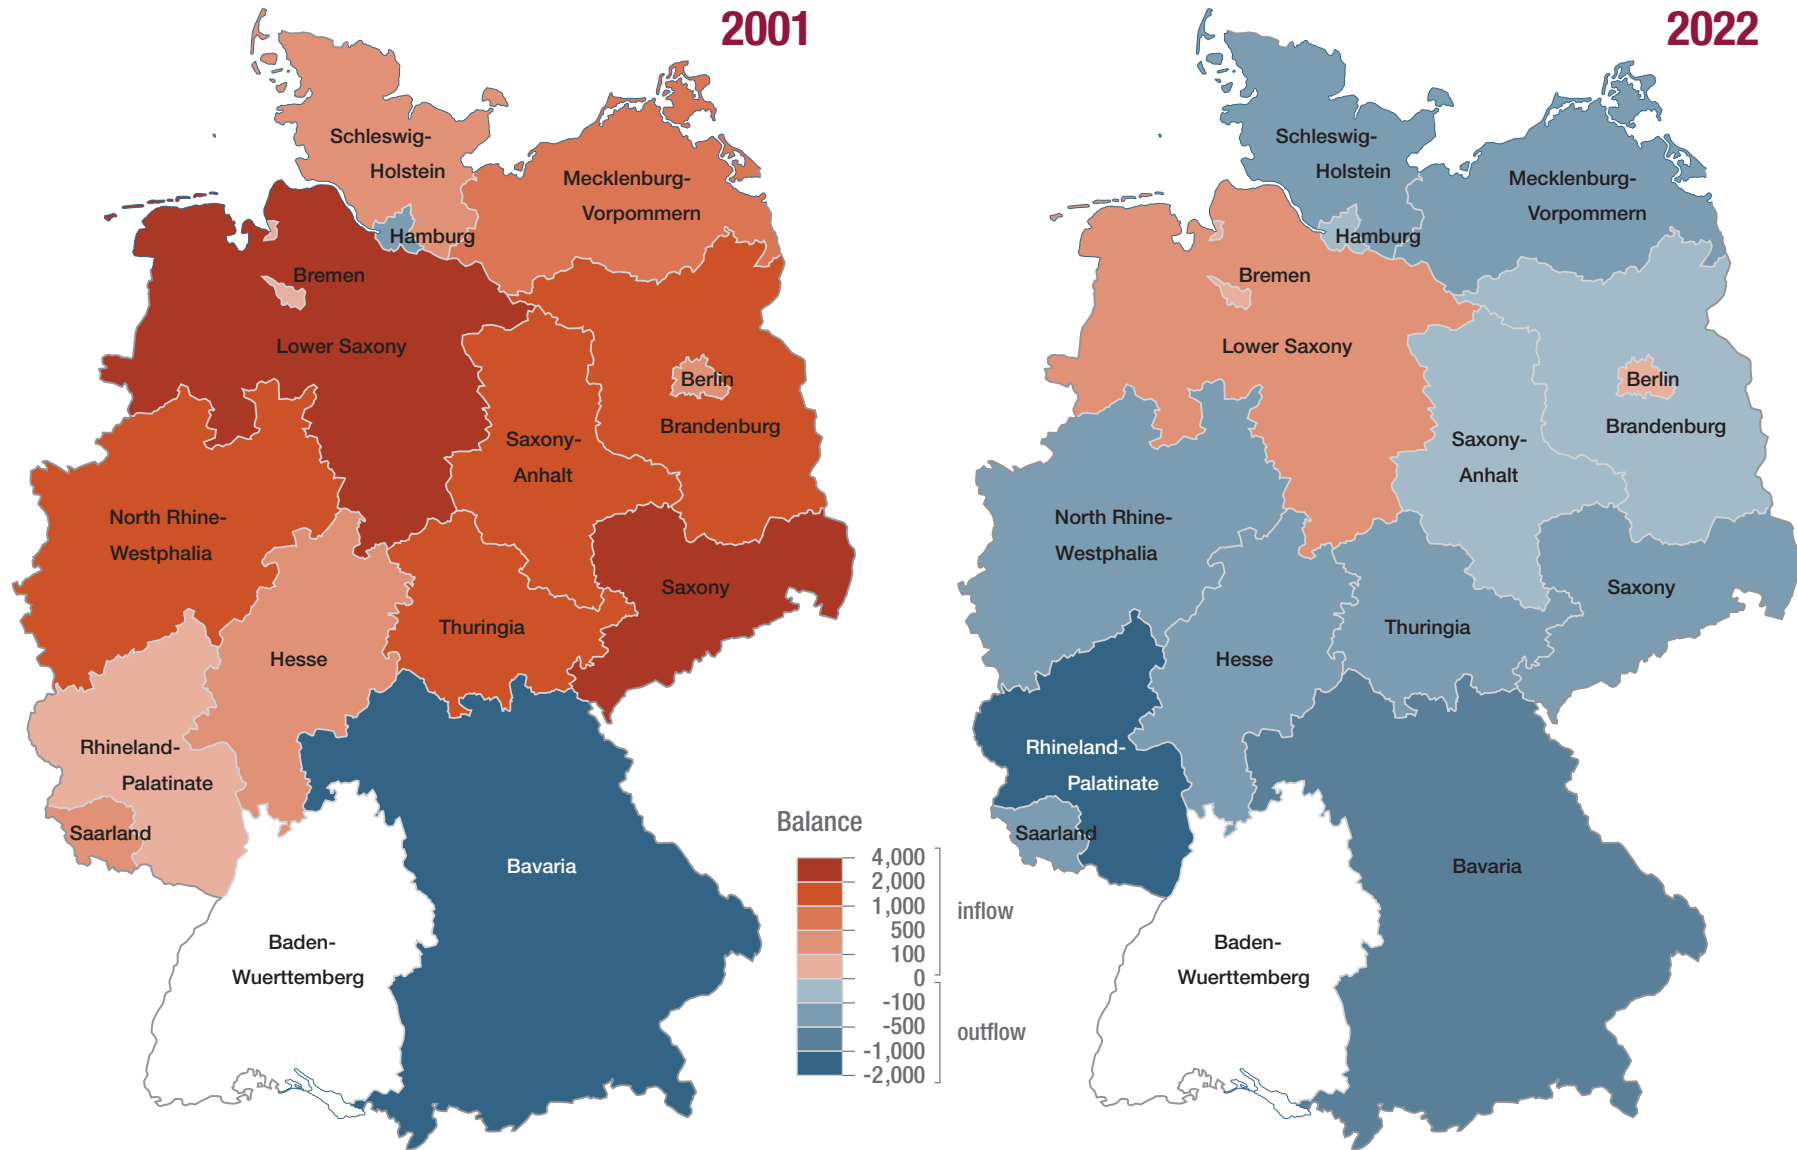 2001
Schleswig-
Holstein
Mecklenburg-
Vorpommern
Hamburg
Bremen
Lower Saxony
Berlin
Brandenburg
Saxony-
Anhalt
North Rhine-
Westphalia
Saxony
Thuringia
Hesse
Rhineland-
Palatinate
Saarland
Bavaria
Baden-
Wuerttemberg
Balance
4,000
2,000
1,000
500
100
0
-100
-500
-1,000
-2,000
inflow
outflow
2022
Schleswig-
Holstein
Mecklenburg-
Vorpommern
Hamburg
Bremen
Lower Saxony
Berlin
Brandenburg
Saxony-
Anhalt
North Rhine-
Westphalia
Saxony
Thuringia
Hesse
Rhineland-
Palatinate
Saarland
Bavaria
Baden-
Wuerttemberg